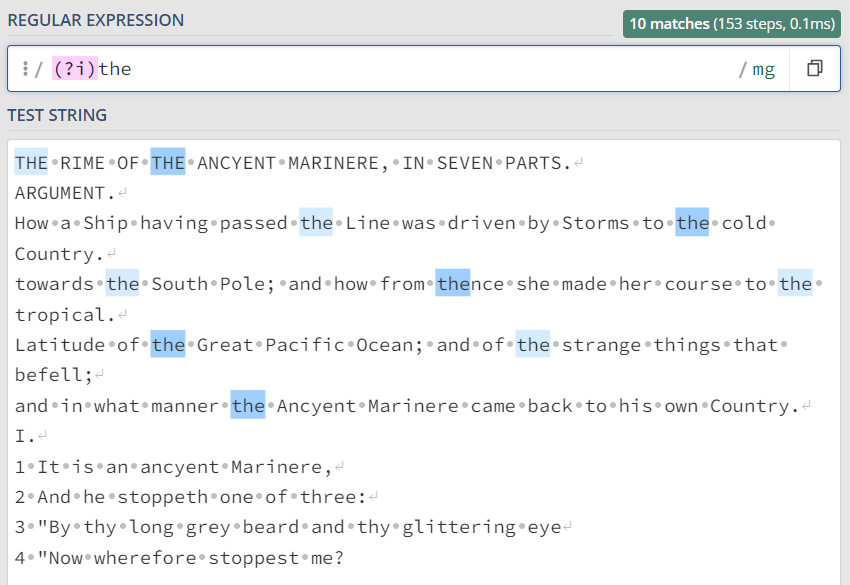 REGULAR EXPRESSION
10 matches (153 steps, 0.1ms)
/ (?i)the / mg
TEST STRING
THE RIME OF THE ANCYENT MARINERE, IN SEVEN PARTS.
ARGUMENT.
How a Ship having passed the Line was driven by Storms to the cold
Country.
towards the South Pole; and how from thence she made her course to the
tropical.
Latitude of the Great Pacific Ocean; and of the strange things that
befell;
and in what manner the Ancyent Marinere came back to his own Country.
I.
1 It is an ancyent Marinere,
2 And he stoppeth one of three:
3 "By thy long grey beard and thy glittering eye
4 "Now wherefore stoppest me?